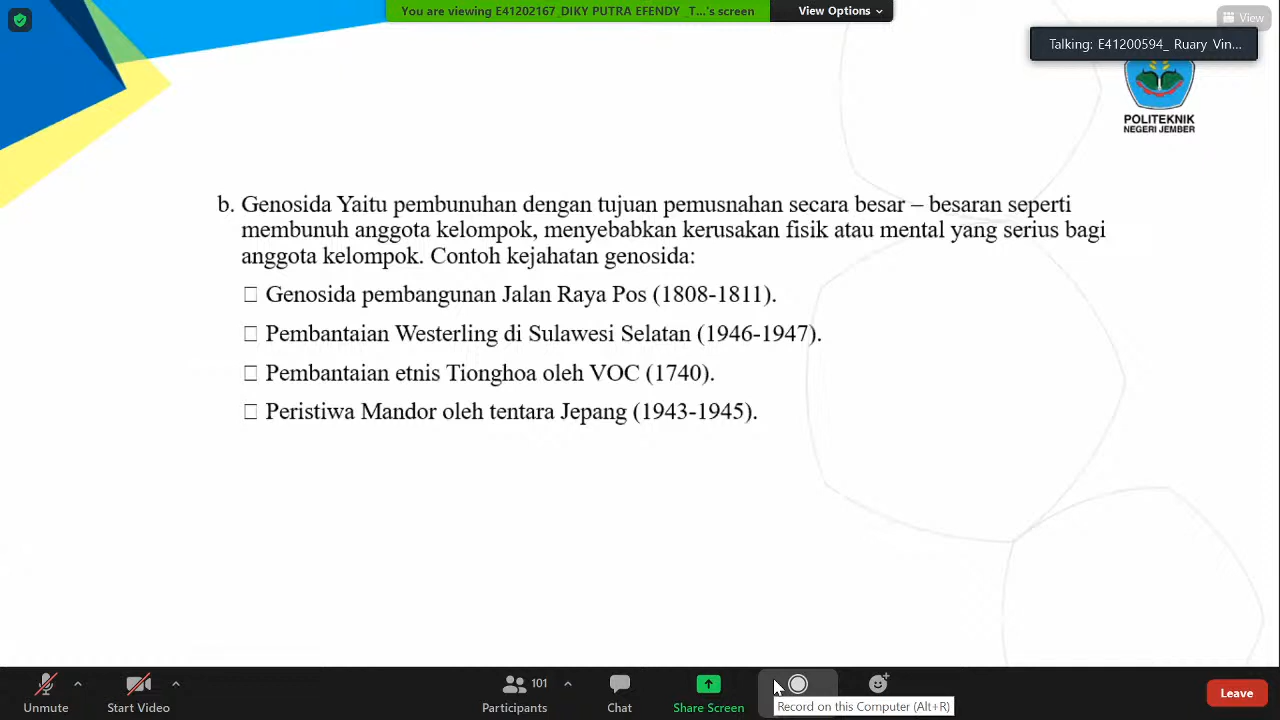 You are viewing E41202167_DIKY PUTRA EFENDY _T...'s screen
View Options
View
Talking: E41200594_ Ruary Vin...
POLITEKNIK
NEGERI JEMBER
b. Genosida Yaitu pembunuhan dengan tujuan pemusnahan secara besar – besaran seperti
membunuh anggota kelompok, menyebabkan kerusakan fisik atau mental yang serius bagi
anggota kelompok. Contoh kejahatan genosida:
□ Genosida pembangunan Jalan Raya Pos (1808-1811).
□ Pembantaian Westerling di Sulawesi Selatan (1946-1947).
□ Pembantaian etnis Tionghoa oleh VOC (1740).
□ Peristiwa Mandor oleh tentara Jepang (1943-1945).
Unmute
Start Video
Participants
101
Chat
Share Screen
Record on this Computer (Alt+R)
Leave